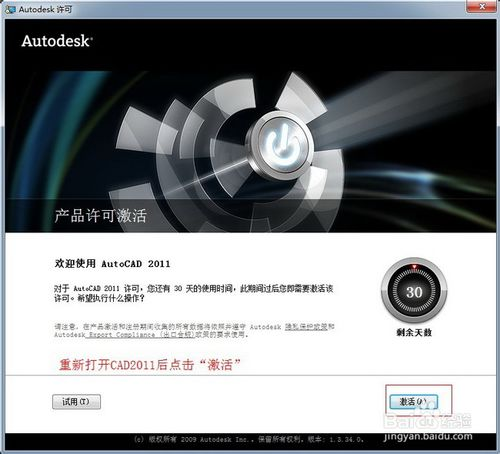 Autodesk 许可
Autodesk
产品许可激活
欢迎使用 AutoCAD 2011
对于 AutoCAD 2011 许可，您还有 30 天的使用时间，此期间过后您即需要激活该
许可。希望执行什么操作？
30
剩余天数
请注意，在产品激活和注册期间收集的所有数据将依照并遵守 Autodesk 隐私保护政策和
Autodesk Export Compliance (出口合规)政策的要求使用。
重新打开CAD2011后点击“激活”
试用(T)
激活(A)
Bai 经验
jingyan.baidu.com
(c) 版权所有 2009 Autodesk Inc.。保留所有权利。版本: 1.3.34.0.